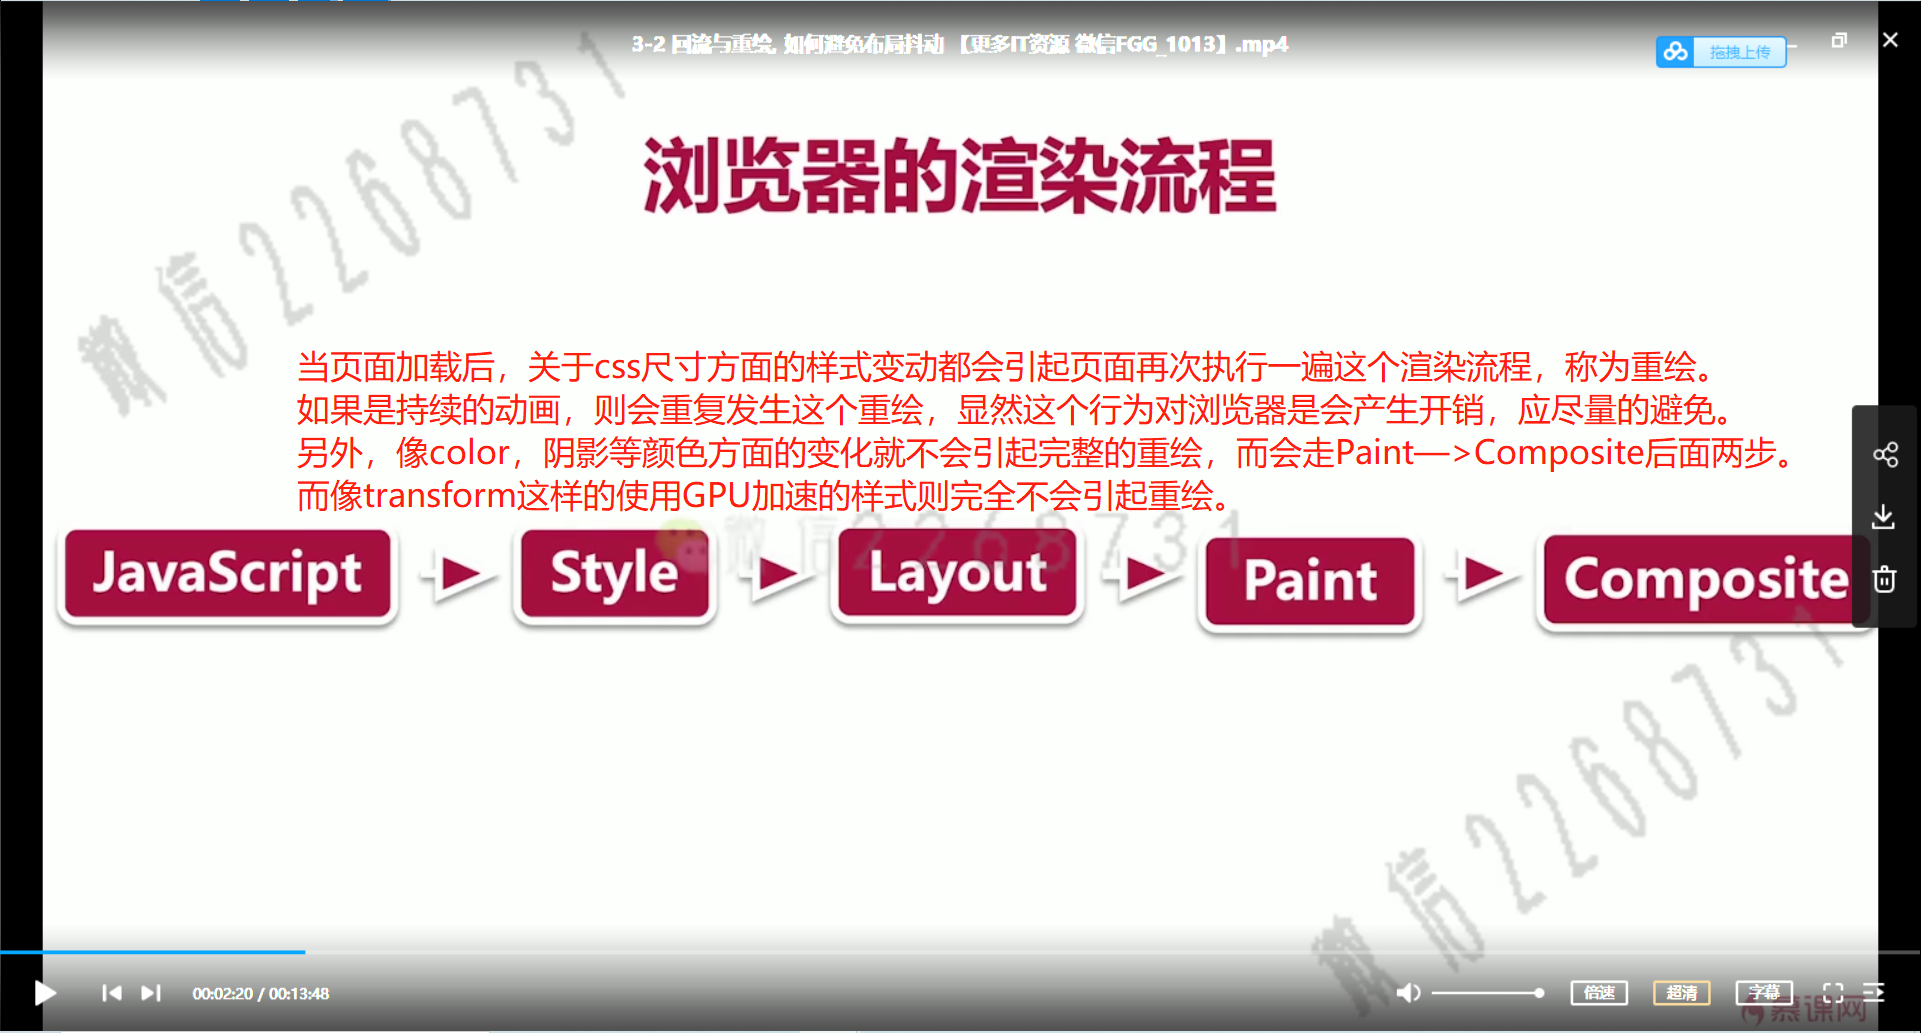 3-2 回流与重绘, 如何避免布局抖动 【更多IT资源 微信FGG_1013】.mp4
拖拽上传
浏览器的渲染流程
微信2268731
当页面加载后，关于css尺寸方面的样式变动都会引起页面再次执行一遍这个渲染流程，称为重绘。
如果是持续的动画，则会重复发生这个重绘，显然这个行为对浏览器是会产生开销，应尽量的避免。
另外，像color，阴影等颜色方面的变化就不会引起完整的重绘，而会走Paint—>Composite后面两步。
而像transform这样的使用GPU加速的样式则完全不会引起重绘。
微信2268731
JavaScript
Style
Layout
Paint
Composite
微信2268731
00:02:20 / 00:13:48
倍速
超清
字幕
慕课网